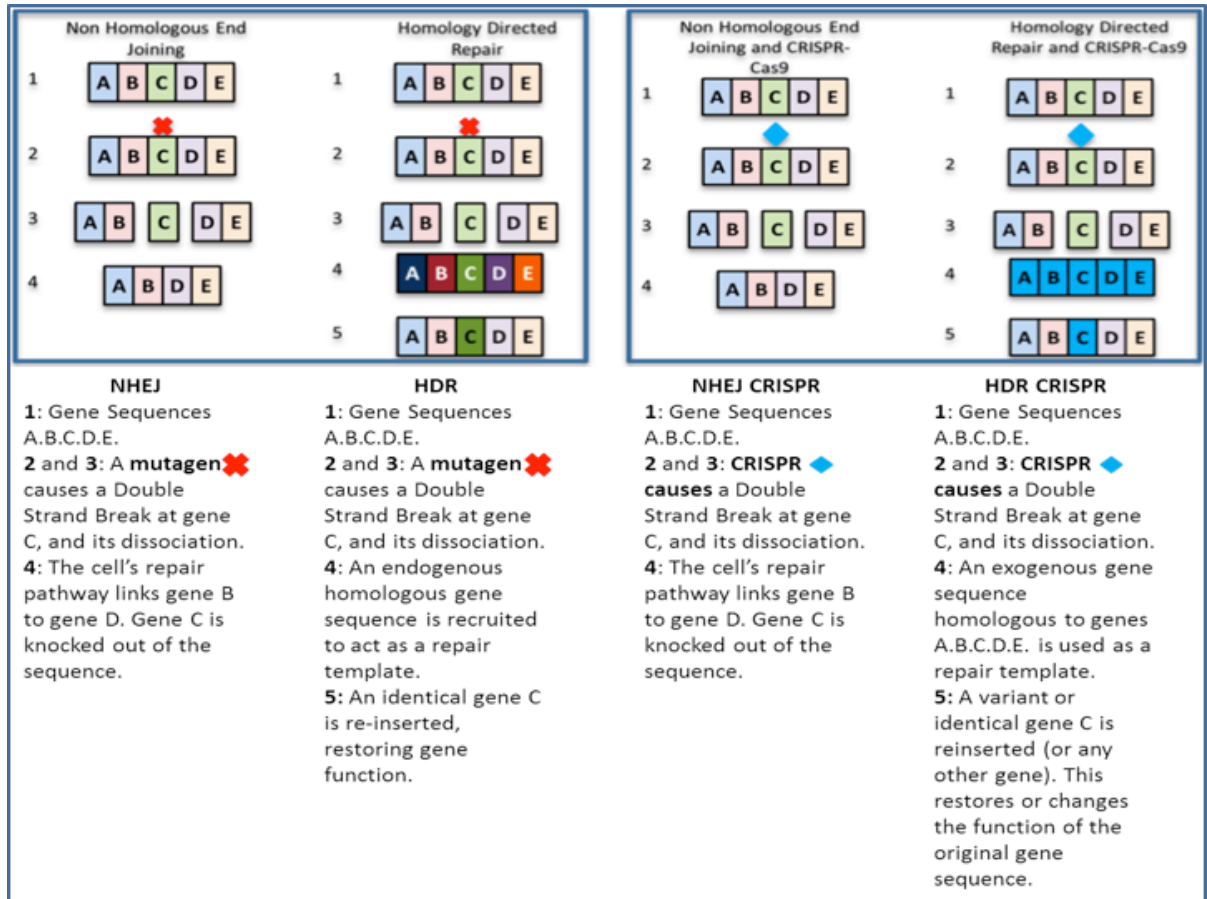 Non Homologous End
Joining
1
A B C D E
2
A B C D E
3
A B C D E
4
A B D E
Homology Directed
Repair
1
A B C D E
2
A B C D E
3
A B C D E
4
A B C D E
5
A B C D E
Non Homologous End
Joining and CRISPR-
Cas9
1
A B C D E
2
A B C D E
3
A B C D E
4
A B D E
Homology Directed
Repair and CRISPR-Cas9
1
A B C D E
2
A B C D E
3
A B C D E
4
A B C D E
5
A B C D E
NHEJ
1: Gene Sequences
A.B.C.D.E.
2 and 3: A mutagen
causes a Double
Strand Break at gene
C, and its dissociation.
4: The cell's repair
pathway links gene B
to gene D. Gene C is
knocked out of the
sequence.
HDR
1: Gene Sequences
A.B.C.D.E.
2 and 3: A mutagen
causes a Double
Strand Break at gene
C, and its dissociation.
4: An endogenous
homologous gene
sequence is recruited
to act as a repair
template.
5: An identical gene C
is re-inserted,
restoring gene
function.
NHEJ CRISPR
1: Gene Sequences
A.B.C.D.E.
2 and 3: CRISPR
causes a Double
Strand Break at gene
C, and its dissociation.
4: The cell's repair
pathway links gene B
to gene D. Gene C is
knocked out of the
sequence.
HDR CRISPR
1: Gene Sequences
A.B.C.D.E.
2 and 3: CRISPR
causes a Double
Strand Break at gene
C, and its dissociation.
4: An exogenous gene
sequence
homologous to genes
A.B.C.D.E. is used as a
repair template.
5: A variant or
identical gene C is
reinserted (or any
other gene). This
restores or changes
the function of the
original gene
sequence.